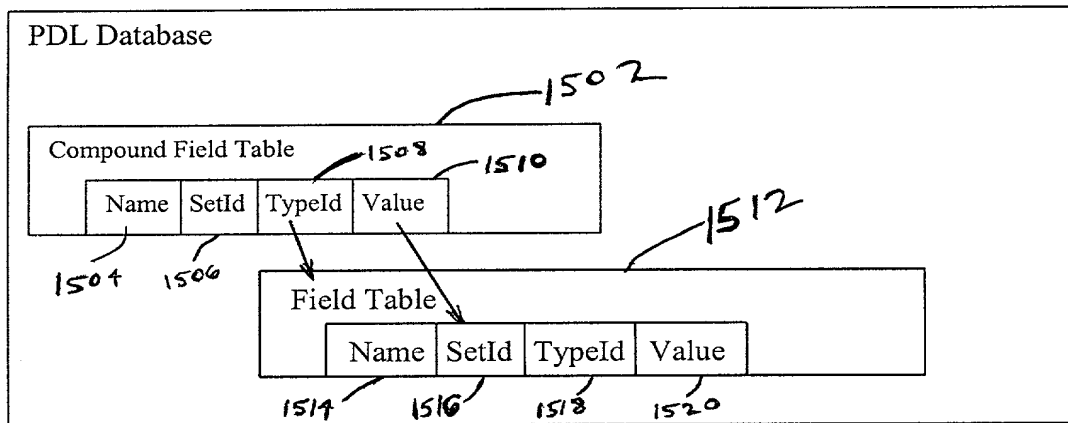 PDL Database
1502
Compound Field Table
1508
1510
Name SetId TypeId Value
1504
1506
1512
Field Table
Name SetId TypeId Value
1514
1516
1518
1520